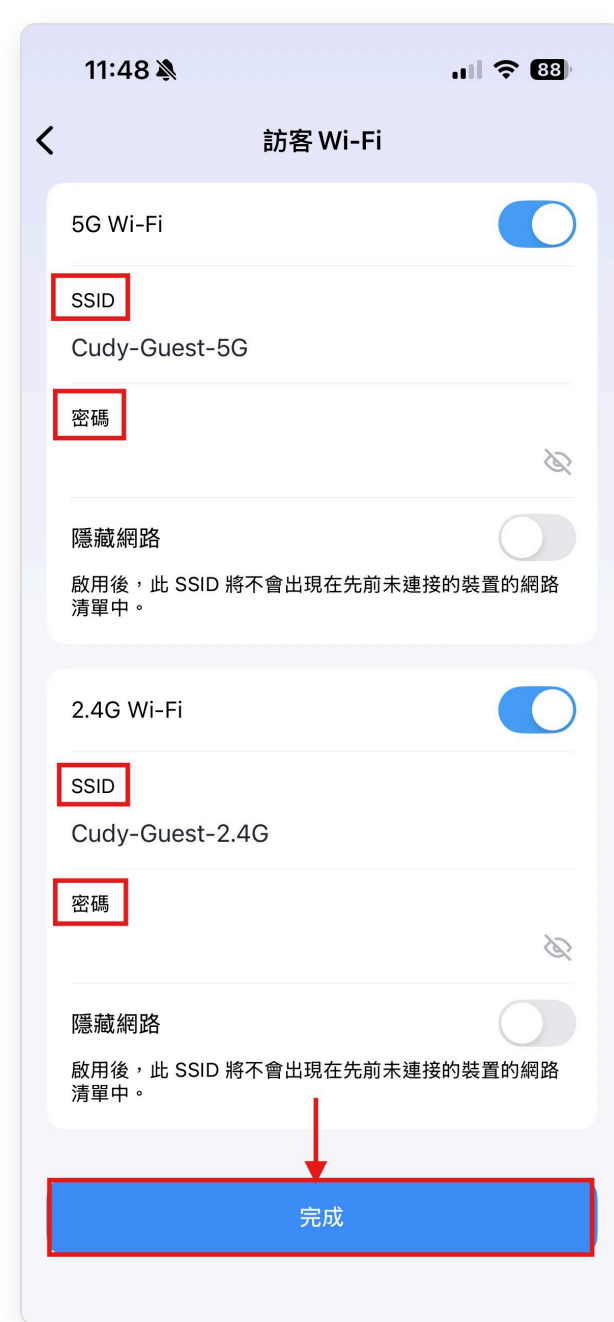 11:48
88
訪客 Wi-Fi
5G Wi-Fi
SSID
Cudy-Guest-5G
密碼
隱藏網路
啟用後，此 SSID 將不會出現在先前未連接的裝置的網路
清單中。
2.4G Wi-Fi
SSID
Cudy-Guest-2.4G
密碼
隱藏網路
啟用後，此 SSID 將不會出現在先前未連接的裝置的網路
清單中。
完成